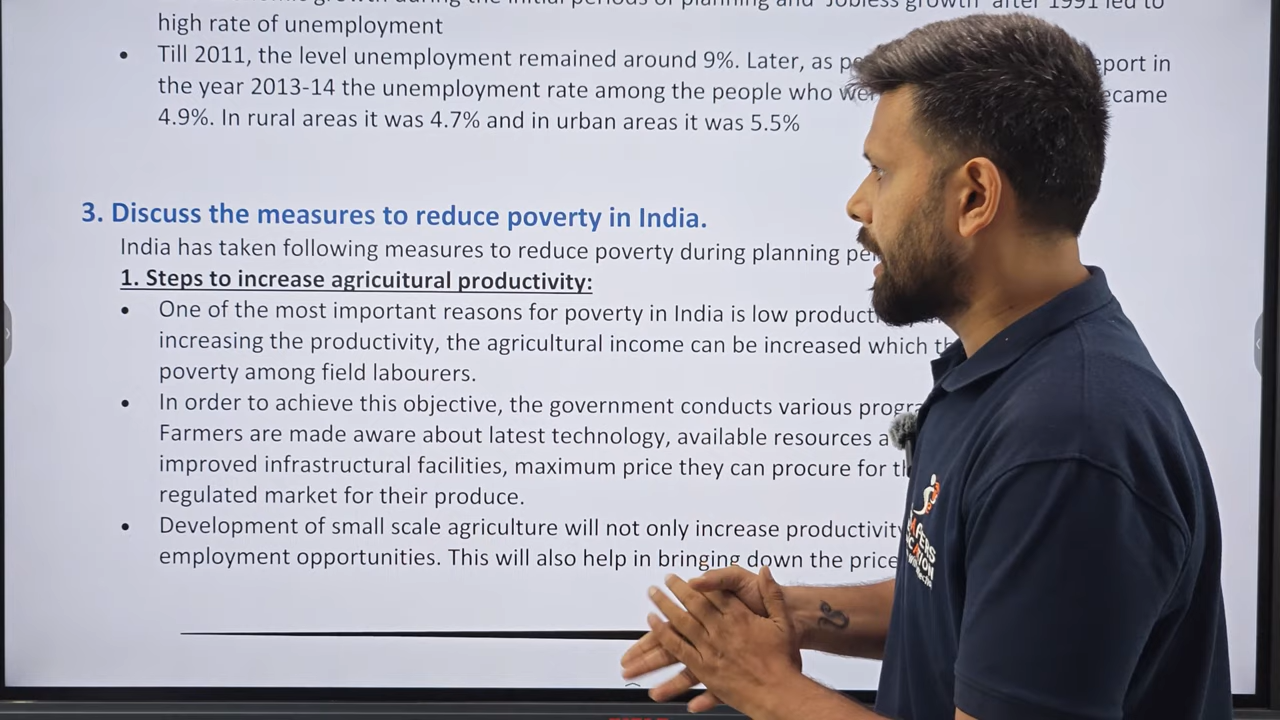 high rate of unemployment
• Till 2011, the level unemployment remained around 9%. Later, as report in
the year 2013-14 the unemployment rate among the people who became
4.9%. In rural areas it was 4.7% and in urban areas it was 5.5%
3. Discuss the measures to reduce poverty in India.
India has taken following measures to reduce poverty during planning
1. Steps to increase agricuitural productivity:
• One of the most important reasons for poverty in India is low
increasing the productivity, the agricultural income can be increased which
poverty among field labourers.
• In order to achieve this objective, the government conducts various
Farmers are made aware about latest technology, available resources
improved infrastructural facilities, maximum price they can procure for
regulated market for their produce.
• Development of small scale agriculture will not only increase productivity
employment opportunities. This will also help in bringing down the price